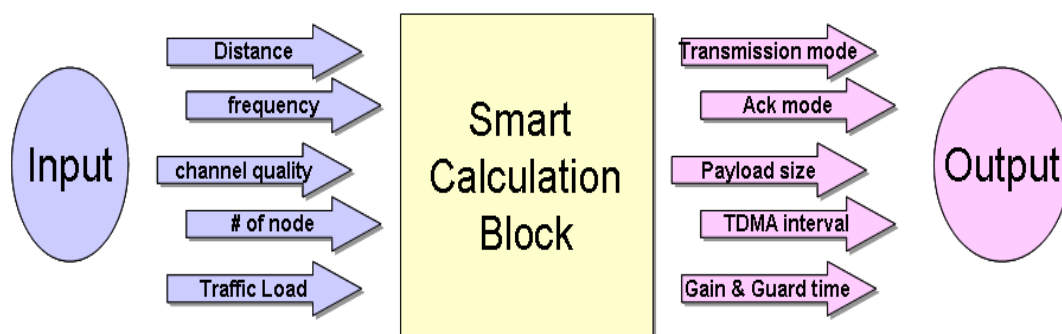 Input
Distance
frequency
channel quality
# of node
Traffic Load
Smart
Calculation
Block
Transmission mode
Ack mode
Payload size
TDMA interval
Gain & Guard time
Output